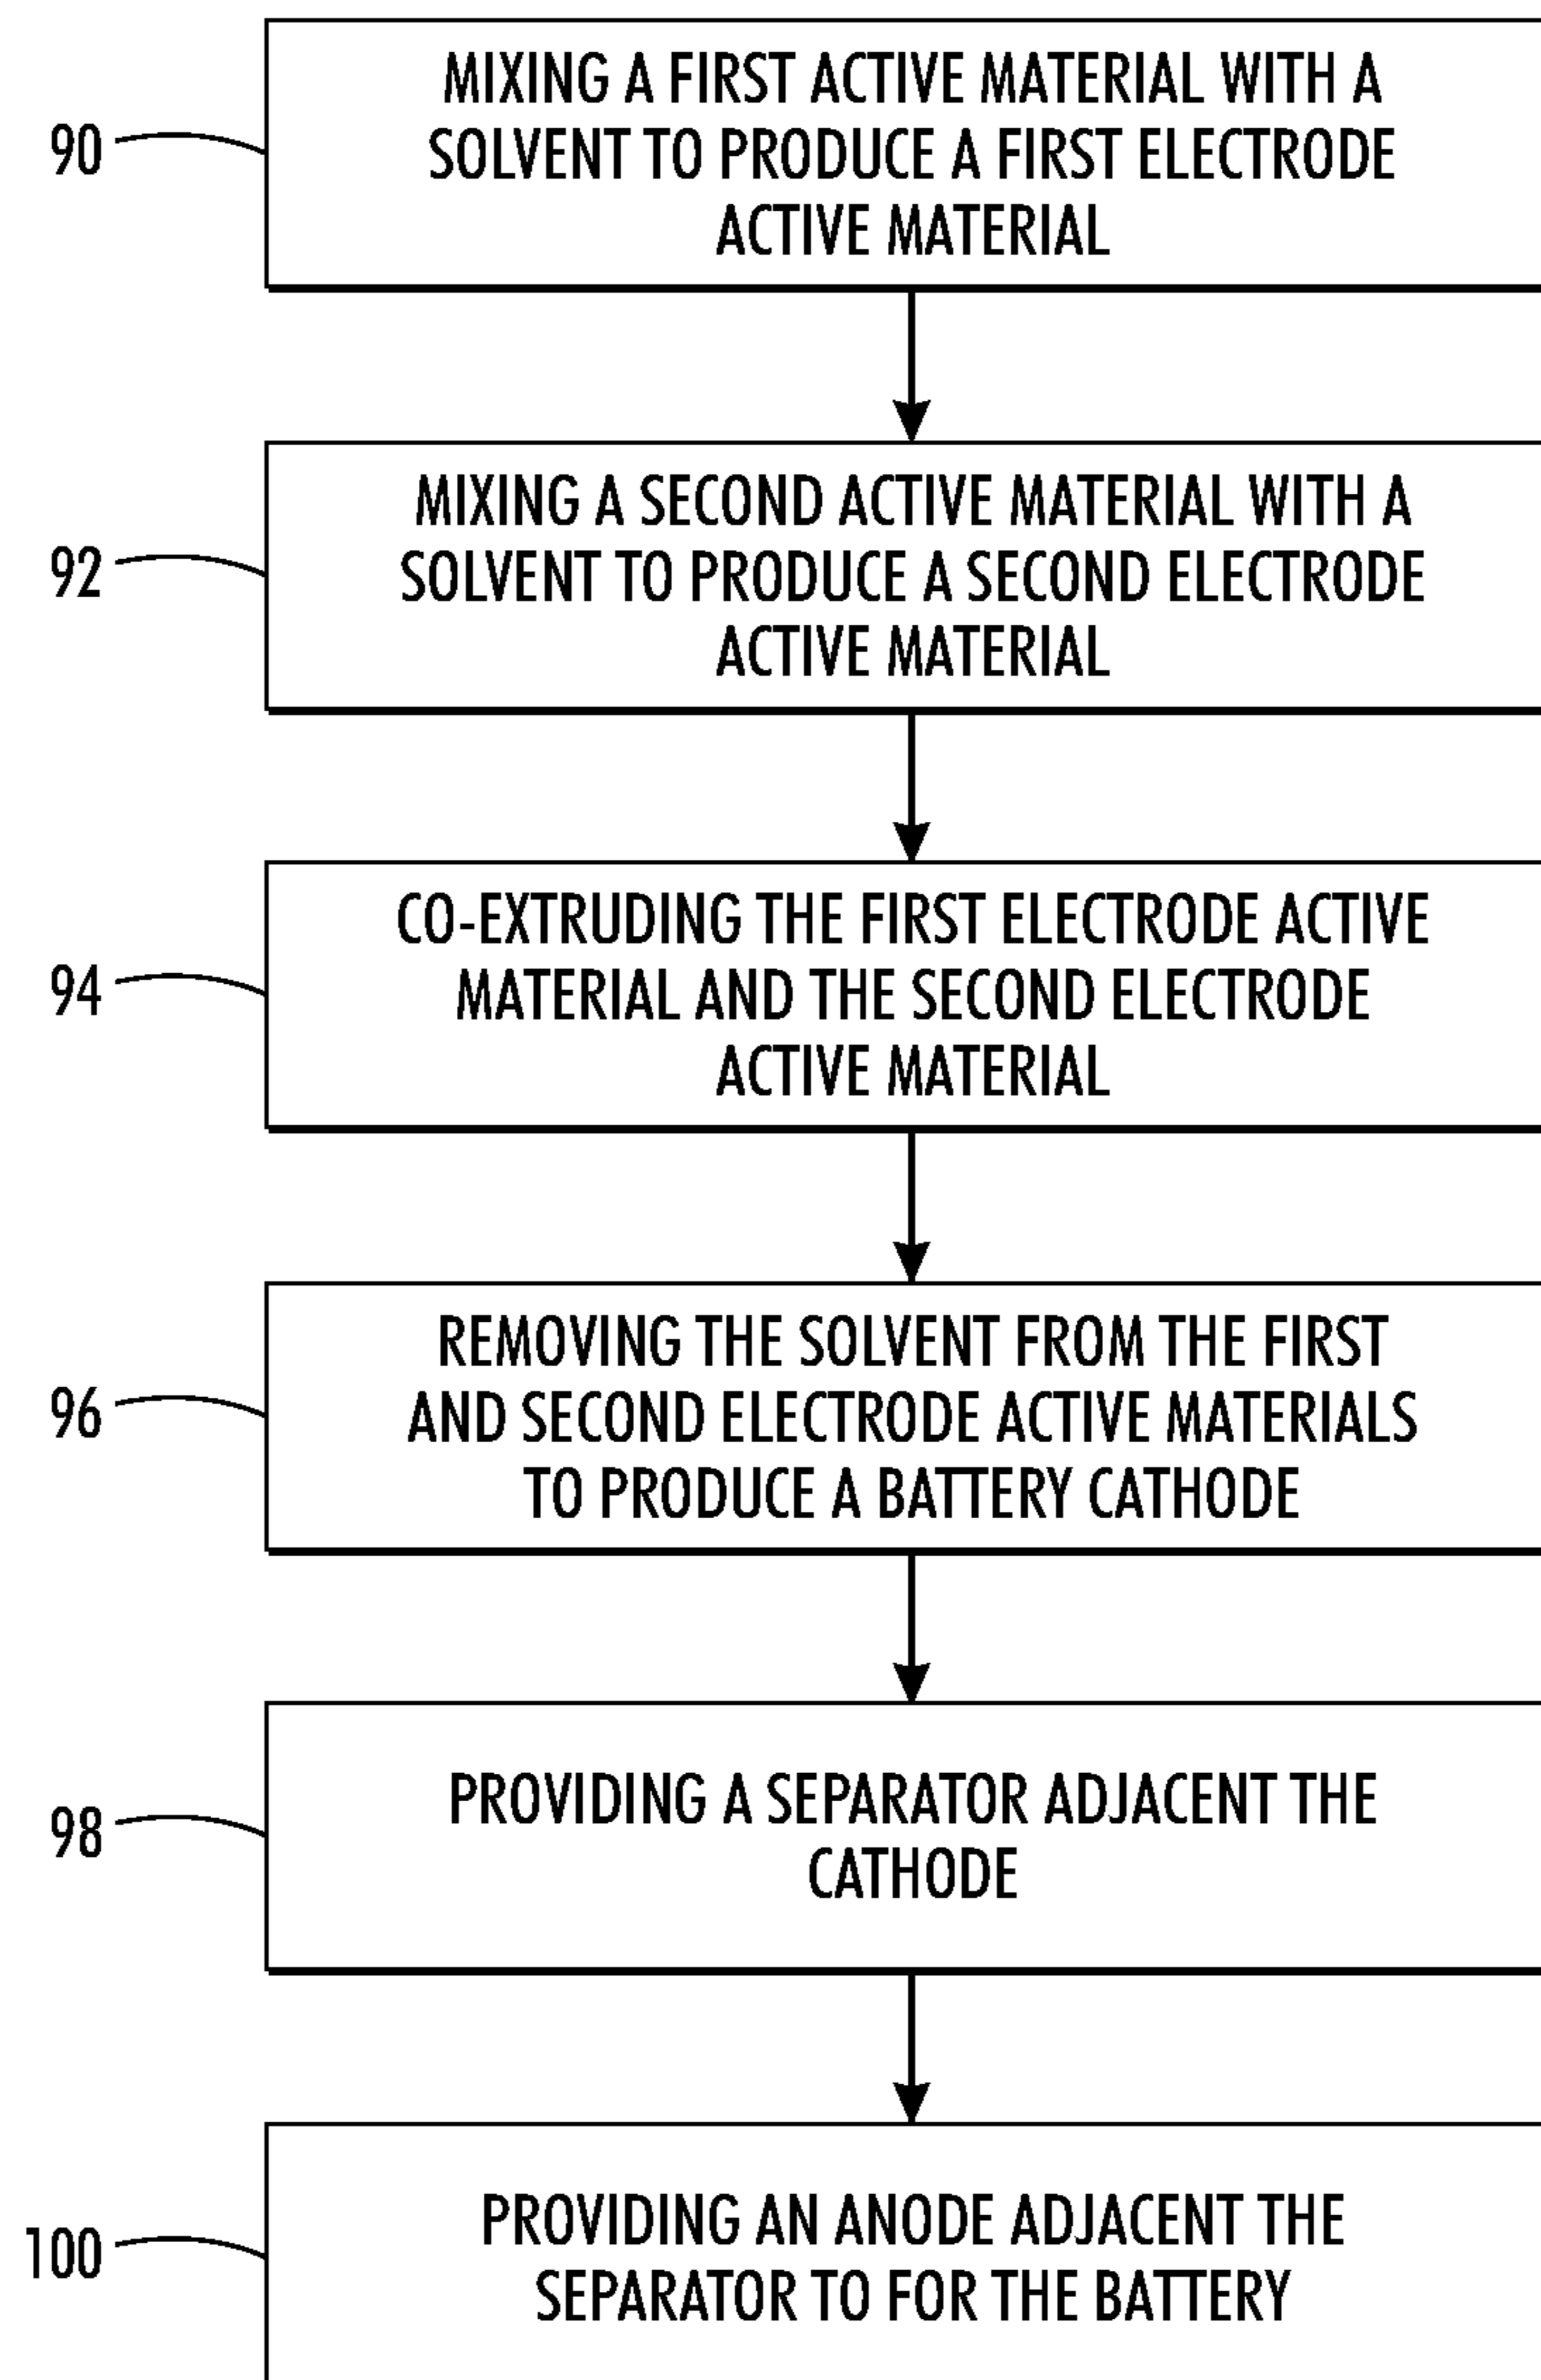 MIXING A FIRST ACTIVE MATERIAL WITH A
90
SOLVENT TO PRODUCE A FIRST ELECTRODE
ACTIVE MATERIAL
MIXING A SECOND ACTIVE MATERIAL WITH A
92
SOLVENT TO PRODUCE A SECOND ELECTRODE
ACTIVE MATERIAL
CO-EXTRUDING THE FIRST ELECTRODE ACTIVE
94
MATERIAL AND THE SECOND ELECTRODE
ACTIVE MATERIAL
REMOVING THE SOLVENT FROM THE FIRST
96
AND SECOND ELECTRODE ACTIVE MATERIALS
TO PRODUCE A BATTERY CATHODE
98
PROVIDING A SEPARATOR ADJACENT THE
CATHODE
100
PROVIDING AN ANODE ADJACENT THE
SEPARATOR TO FOR THE BATTERY